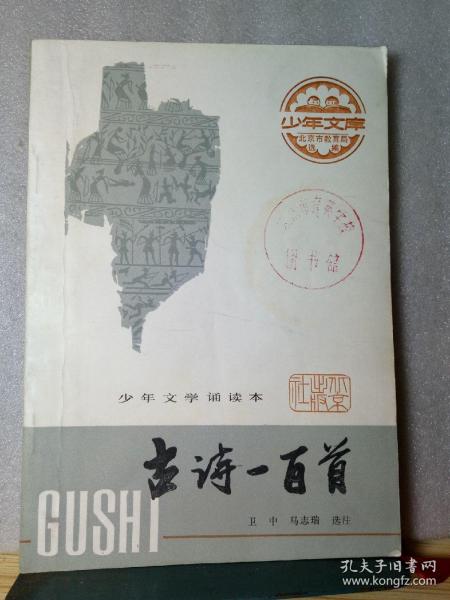 少年文库
北京市教育局
选编
图书馆
少年文学诵读本
北京
出版
社
古诗一百首
GUSHI
卫中 马志瑞 选注
孔夫子旧书网
www.kongfz.com